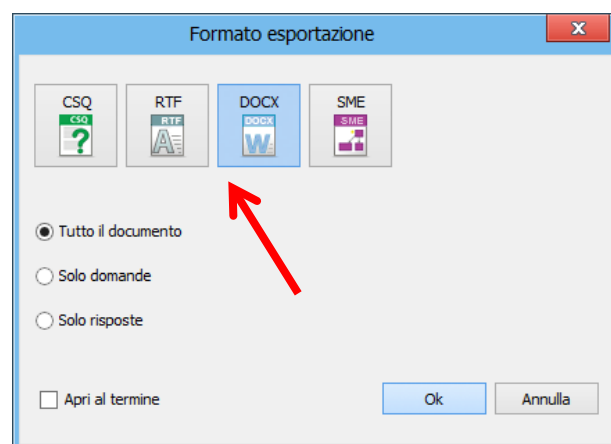 Formato esportazione
x
CSQ RTF DOCX SME
CSQ RTF DOCX SME
? A W
Tutto il documento
Solo domande
Solo risposte
Apri al termine
Ok Annulla